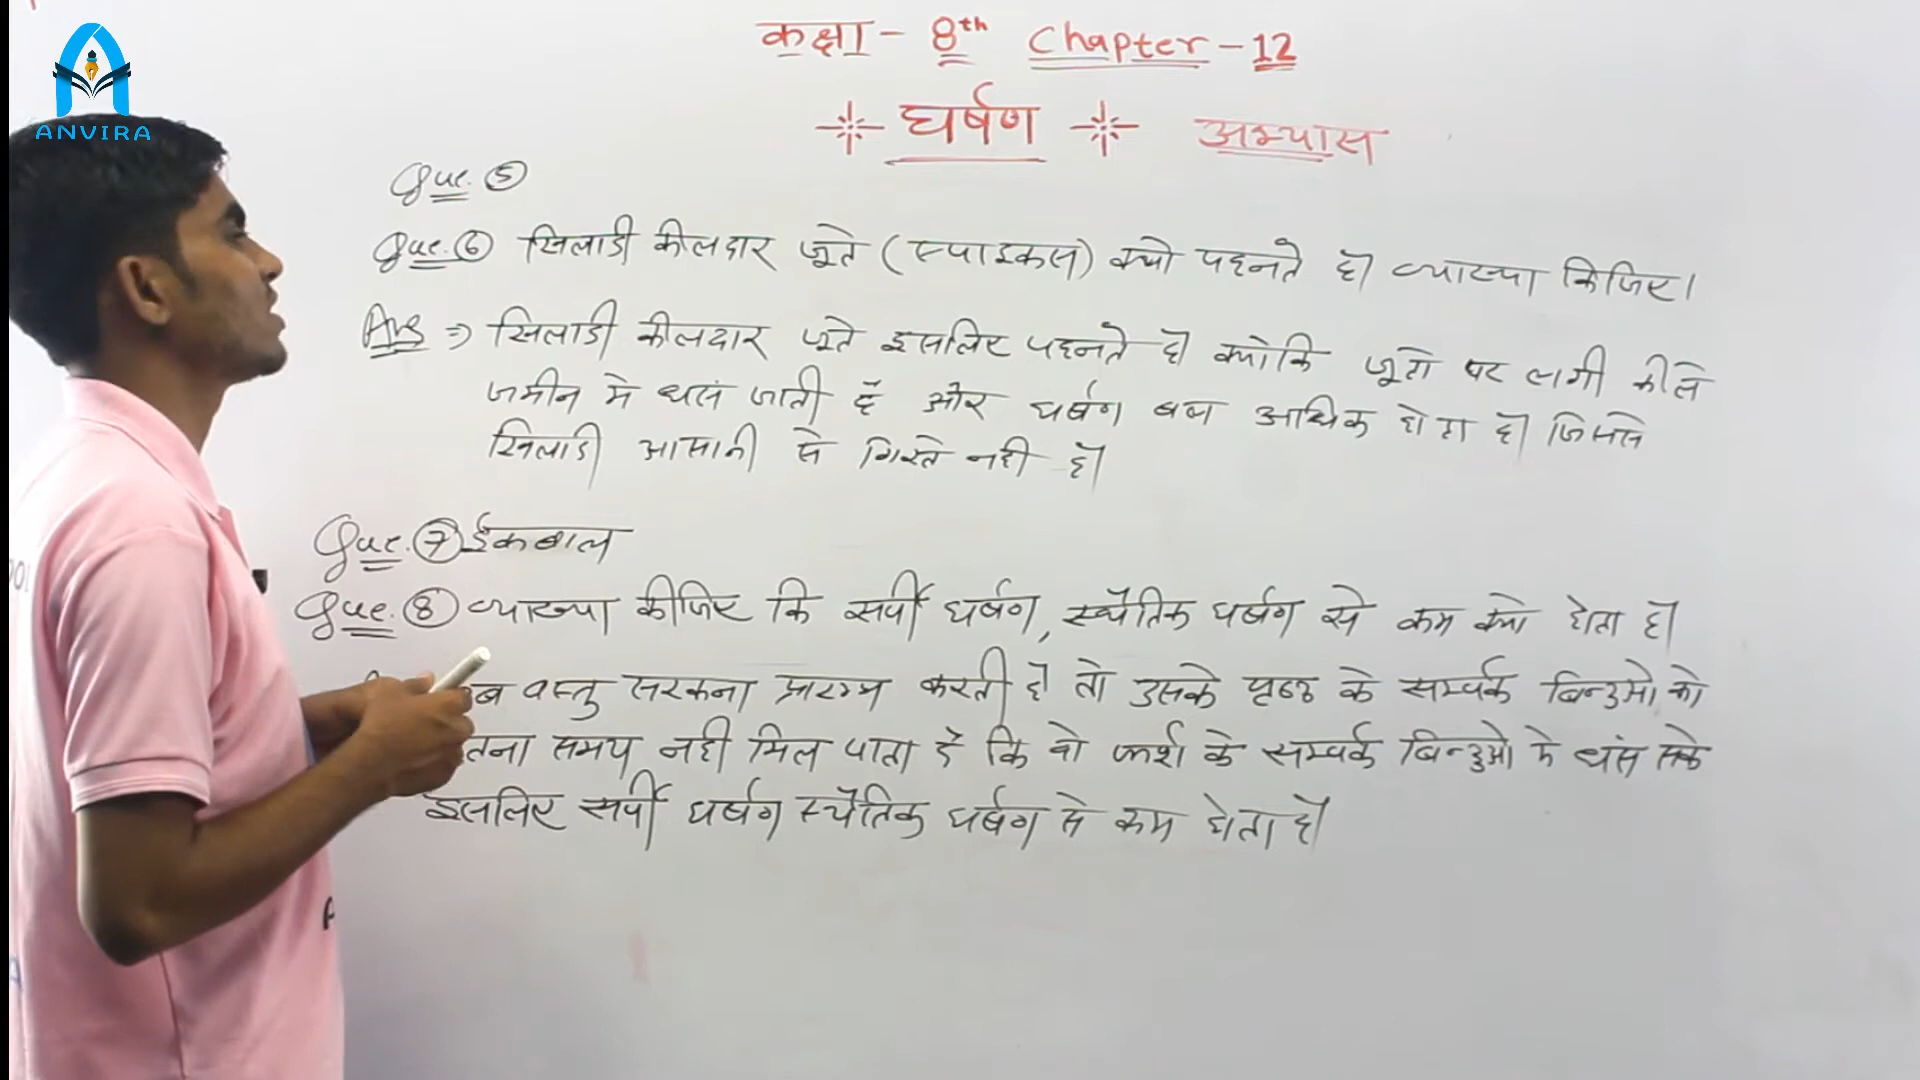 ANVIRA
कक्षा - 8th Chapter - 12
घर्षण अभ्यास
Que. 5
Que. 6 खिलाडी कीलदार जूते (स्पाइकस) क्यो पहनते है। व्याख्या किजिए।
Ans ⇒ खिलाडी कीलदार जूते इसलिए पहनते है। क्योकि जूतो पर लगी कीले
जमीन मे धसं जाती है और घर्षण बल अधिक होता है। जिससे
खिलाडी आसानी से गिरते नही है।
Que. 7 ईकबाल
Que. 8 व्याख्या कीजिए कि सर्पी घर्षण, स्थैतिक घर्षण से कम क्यो होता है।
वस्तु सरकना प्रारम्भ करती है तो उसके पृष्ठ के सम्पर्क बिन्दुओ को
समय नही मिल पाता है कि वो फर्श के सम्पर्क बिन्दुओ मे धंस सके
इसलिए सर्पी घर्षण स्थैतिक घर्षण से कम होता है।